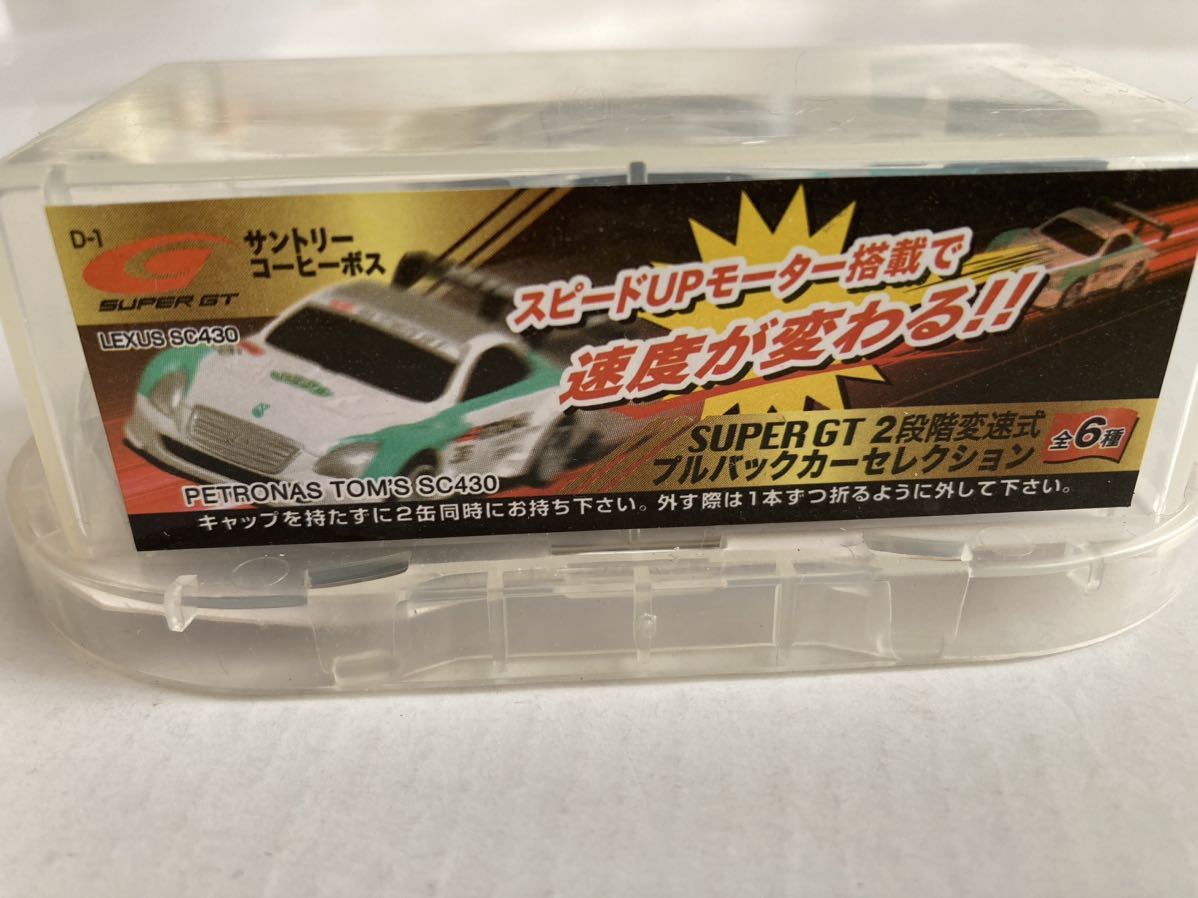 D-1
SUPER GT
サントリー
コーヒーボス
LEXUS SC430
スピードUPモーター搭載で
速度が変わる!!
SUPER GT 2段階変速式
プルバックカーセレクション
全6種
PETRONAS TOM'S SC430
キャップを持たずに2缶同時にお持ち下さい。外す際は1本ずつ折るように外して下さい。